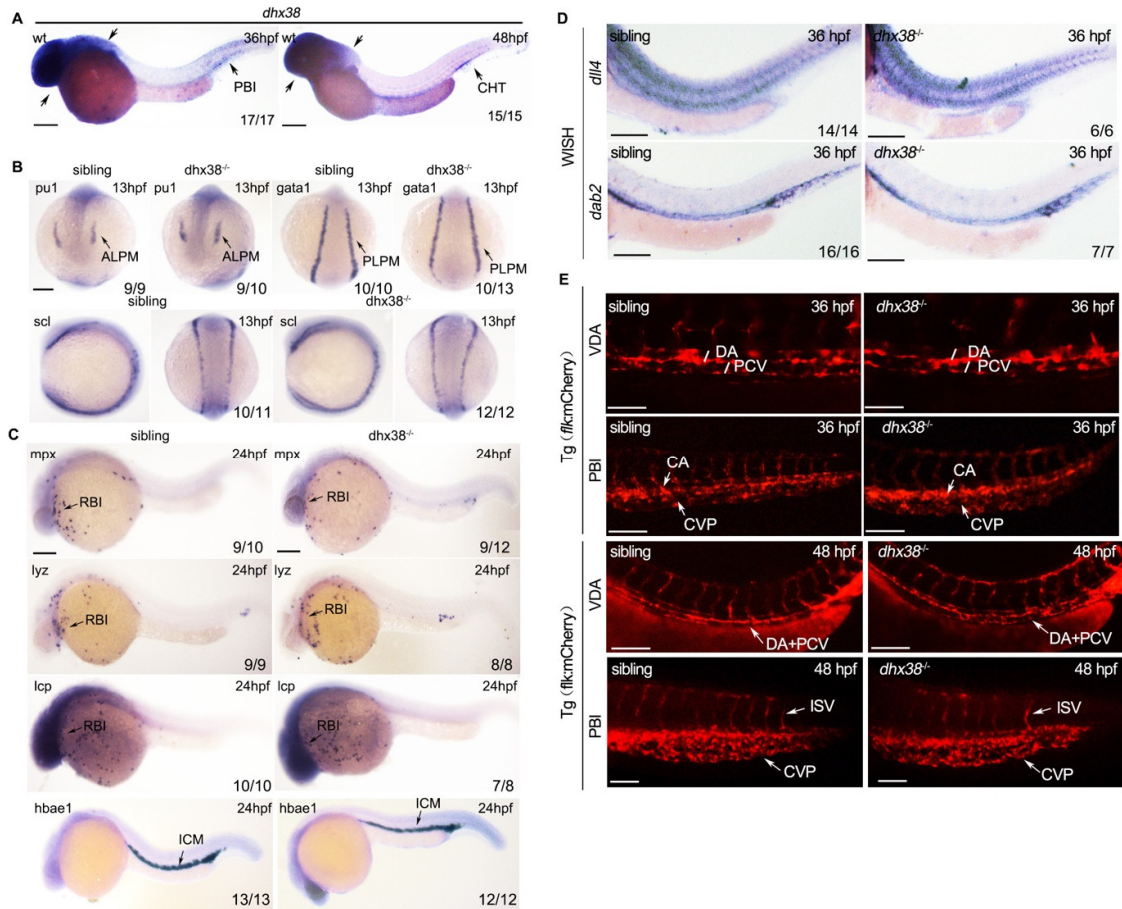 A
dhx38
wt 36hpf
PBI
17/17
wt 48hpf
CHT
15/15
B
sibling dhx38-/- sibling dhx38-/-
pu1 13hpf pu1 13hpf gata1 13hpf gata1 13hpf
ALPM ALPM PLPM PLPM
9/9 9/10 10/10 10/13
sibling dhx38-/-
scl 13hpf scl 13hpf
10/11 12/12
C
sibling dhx38-/-
mpx 24hpf mpx 24hpf
RBI RBI
9/10 9/12
lyz 24hpf lyz 24hpf
RBI RBI
9/9 8/8
lcp 24hpf lcp 24hpf
RBI RBI
10/10 7/8
hbae1 24hpf hbae1 24hpf
ICM ICM
13/13 12/12
D
WISH
dll4
sibling 36 hpf dhx38-/- 36 hpf
14/14 6/6
dab2
sibling 36 hpf dhx38-/- 36 hpf
16/16 7/7
E
Tg (flk:mCherry)
VDA
sibling 36 hpf dhx38-/- 36 hpf
DA DA
PCV PCV
PBI
sibling 36 hpf dhx38-/- 36 hpf
CA CA
CVP CVP
Tg (flk:mCherry)
VDA
sibling 48 hpf dhx38-/- 48 hpf
DA+PCV DA+PCV
PBI
sibling 48 hpf dhx38-/- 48 hpf
ISV ISV
CVP CVP